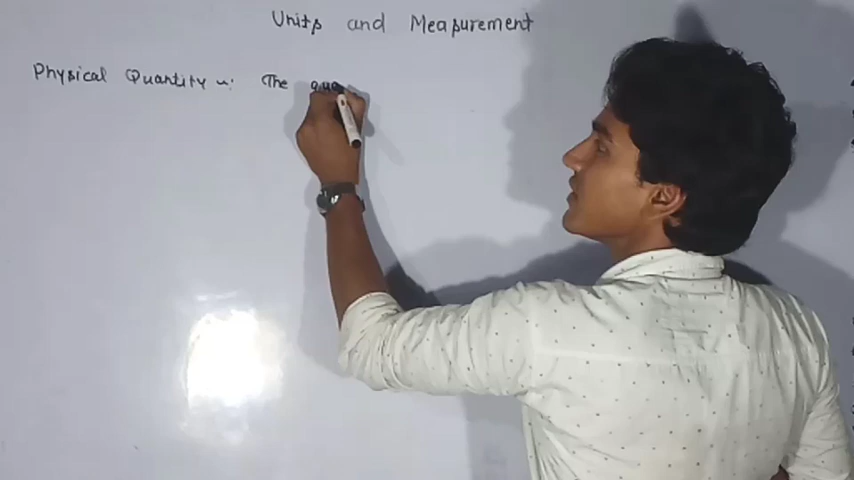 Units and Measurement
Physical Quantity ~: The qua